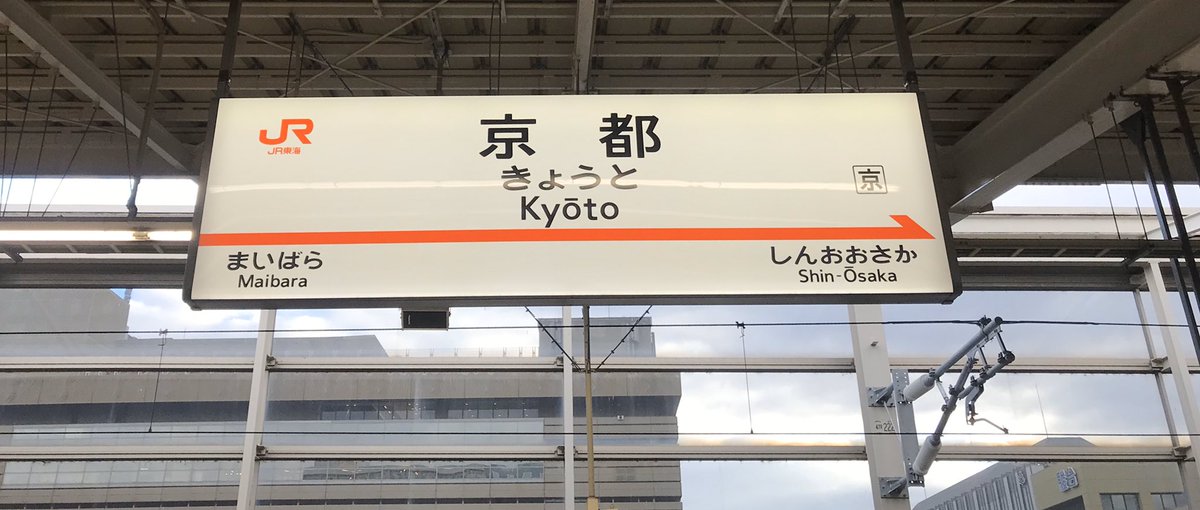 JR
JR東海
京都
きょうと
Kyōto
京
まいばら
Maibara
しんおおさか
Shin-Ōsaka